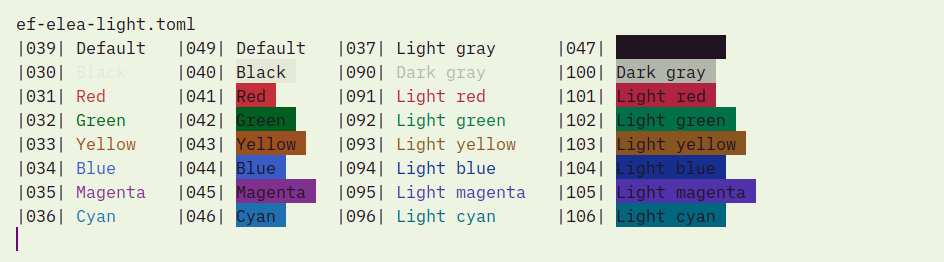 ef-elea-light.toml
|039| Default |049| Default |037| Light gray |047|
|030| Black |040| Black |090| Dark gray |100| Dark gray
|031| Red |041| Red |091| Light red |101| Light red
|032| Green |042| Green |092| Light green |102| Light green
|033| Yellow |043| Yellow |093| Light yellow |103| Light yellow
|034| Blue |044| Blue |094| Light blue |104| Light blue
|035| Magenta |045| Magenta |095| Light magenta |105| Light magenta
|036| Cyan |046| Cyan |096| Light cyan |106| Light cyan